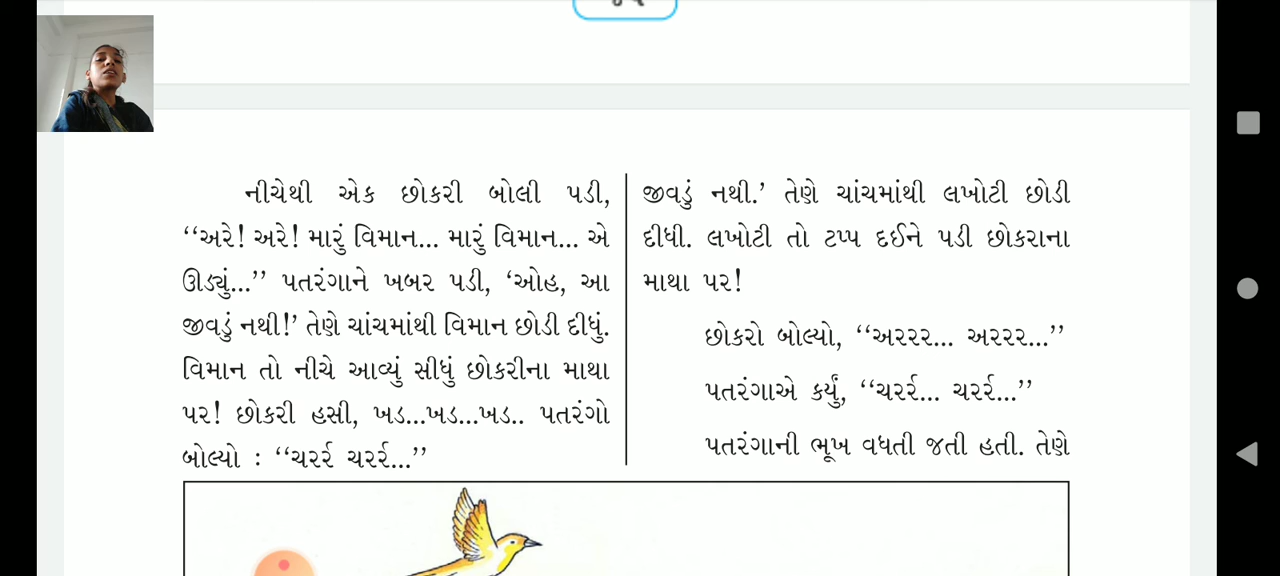 નીચેથી એક છોકરી બોલી પડી,
‘‘અરે! અરે! મારું વિમાન... મારું વિમાન... એ
ઊડ્યું...’’ પતરંગાને ખબર પડી, ‘ઓહ, આ
જીવડું નથી!’ તેણે ચાંચમાંથી વિમાન છોડી દીધું.
વિમાન તો નીચે આવ્યું સીધું છોકરીના માથા
પર! છોકરી હસી, ખડ...ખડ...ખડ.. પતરંગો
બોલ્યો : ‘‘ચરર્ર ચરર્ર...’’
જીવડું નથી.’ તેણે ચાંચમાંથી લખોટી છોડી
દીધી. લખોટી તો ટપ્પ દઈને પડી છોકરાના
માથા પર!
છોકરો બોલ્યો, ‘‘અરરર... અરરર...’’
પતરંગાએ કર્યું, ‘‘ચરર્ર... ચરર્ર...’’
પતરંગાની ભૂખ વધતી જતી હતી. તેણે